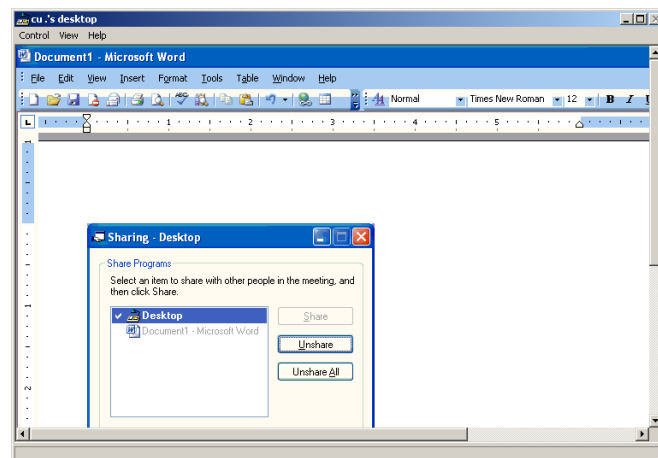 cu .'s desktop
Control View Help
Document1 - Microsoft Word
File Edit View Insert Format Tools Table Window Help
Normal Times New Roman 12 B I U
1 2 3 4 5
Sharing - Desktop
Share Programs
Select an item to share with other people in the meeting, and
then click Share.
Desktop Share
Document1 - Microsoft Word
Unshare
Unshare All
1
2